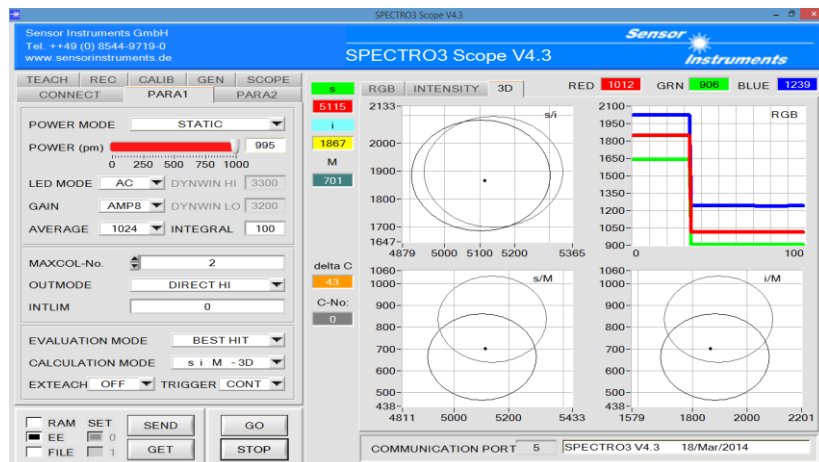 SPECTRO3 Scope V4.3
Sensor Instruments GmbH
Tel. ++49 (0) 8544-9719-0
www.sensorinstruments.de
SPECTRO3 Scope V4.3
Sensor
Instruments
TEACH REC CALIB GEN SCOPE
CONNECT PARA1 PARA2
POWER MODE STATIC
POWER (pm) 995
0 250 500 750 1000
LED MODE AC DYNWIN HI 3300
GAIN AMP8 DYNWIN LO 3200
AVERAGE 1024 INTEGRAL 100
MAXCOL-No. 2
OUTMODE DIRECT HI
INTLIM 0
EVALUATION MODE BEST HIT
CALCULATION MODE s i M - 3D
EXTEACH OFF TRIGGER CONT
RAM SET SEND GO
EE 0
FILE 1 GET STOP
s
5115
i
1867
M
701
delta C
43
C-No:
0
RGB INTENSITY 3D RED 1012 GRN 906 BLUE 1239
s/i
2133
2000
1900
1800
1700
1647
4879 5000 5100 5200 5365
RGB
2100
1950
1800
1650
1500
1350
1200
1050
900
0 100
s/M
1060
1000
900
800
700
600
500
438
4811 5000 5200 5433
i/M
1060
1000
900
800
700
600
500
438
1579 1800 2000 2201
COMMUNICATION PORT 5 SPECTRO3 V4.3 18/Mar/2014